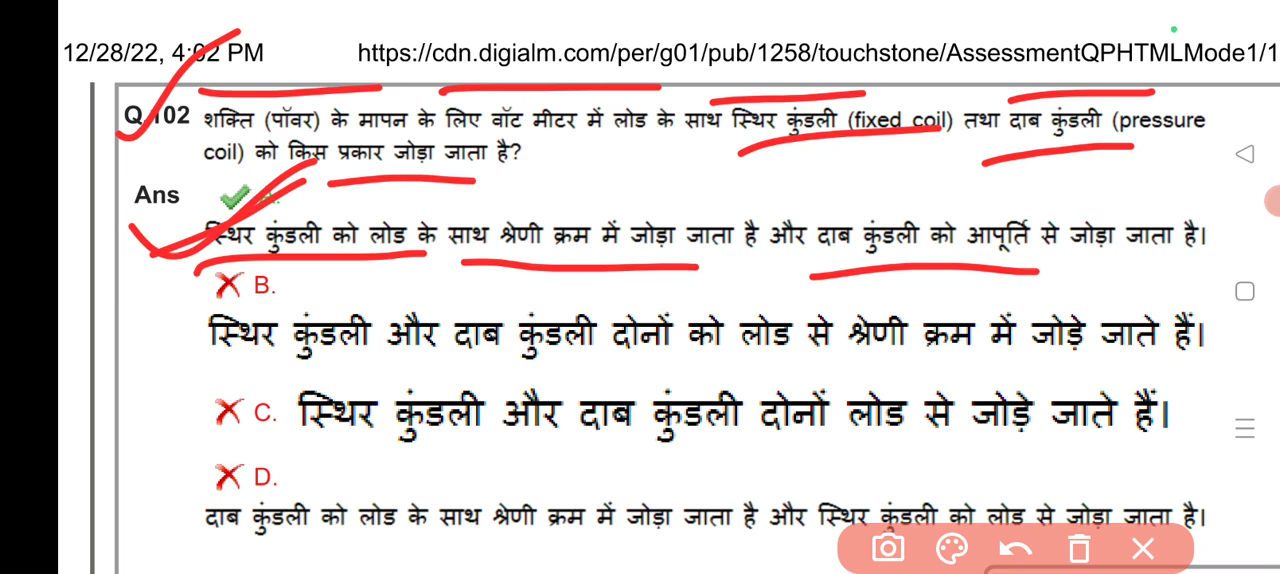 12/28/22, 4:02 PM https://cdn.digialm.com/per/g01/pub/1258/touchstone/AssessmentQPHTMLMode1/1
Q.102 शक्ति (पॉवर) के मापन के लिए वॉट मीटर में लोड के साथ स्थिर कुंडली (fixed coil) तथा दाब कुंडली (pressure
coil) को किस प्रकार जोड़ा जाता है?
Ans A.
स्थिर कुंडली को लोड के साथ श्रेणी क्रम में जोड़ा जाता है और दाब कुंडली को आपूर्ति से जोड़ा जाता है।
B.
स्थिर कुंडली और दाब कुंडली दोनों को लोड से श्रेणी क्रम में जोड़े जाते हैं।
C. स्थिर कुंडली और दाब कुंडली दोनों लोड से जोड़े जाते हैं।
D.
दाब कुंडली को लोड के साथ श्रेणी क्रम में जोड़ा जाता है और स्थिर कुंडली को लोड से जोड़ा जाता है।